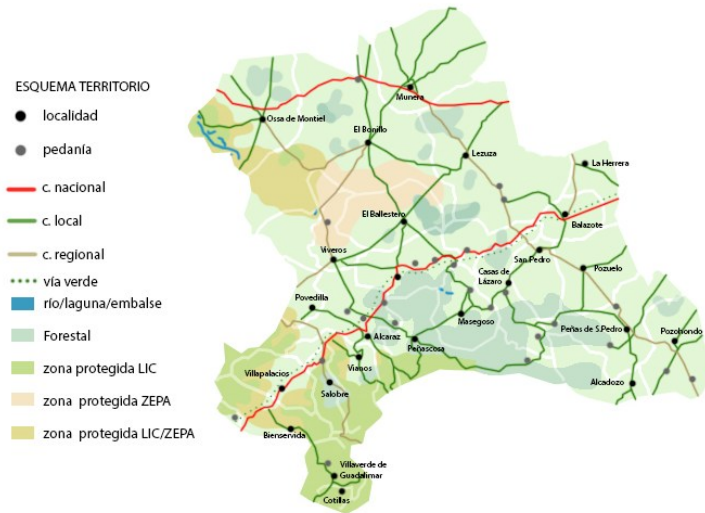 ESQUEMA TERRITORIO
localidad
pedanía
c. nacional
c. local
c. regional
vía verde
río/laguna/embalse
Forestal
zona protegida LIC
zona protegida ZEPA
zona protegida LIC/ZEPA
Munera
Ossa de Montiel
El Bonillo
Lezuza
La Herrera
El Ballestero
Balazote
Viveros
San Pedro
Casas de
Lázaro
Pozuelo
Povedilla
Masegoso
Peñas de S.Pedro
Pozohondo
Alcaraz
Peñascosa
Vianos
Villapalacios
Salobre
Alcadozo
Bienservida
Villaverde de
Guadalimar
Cotillas